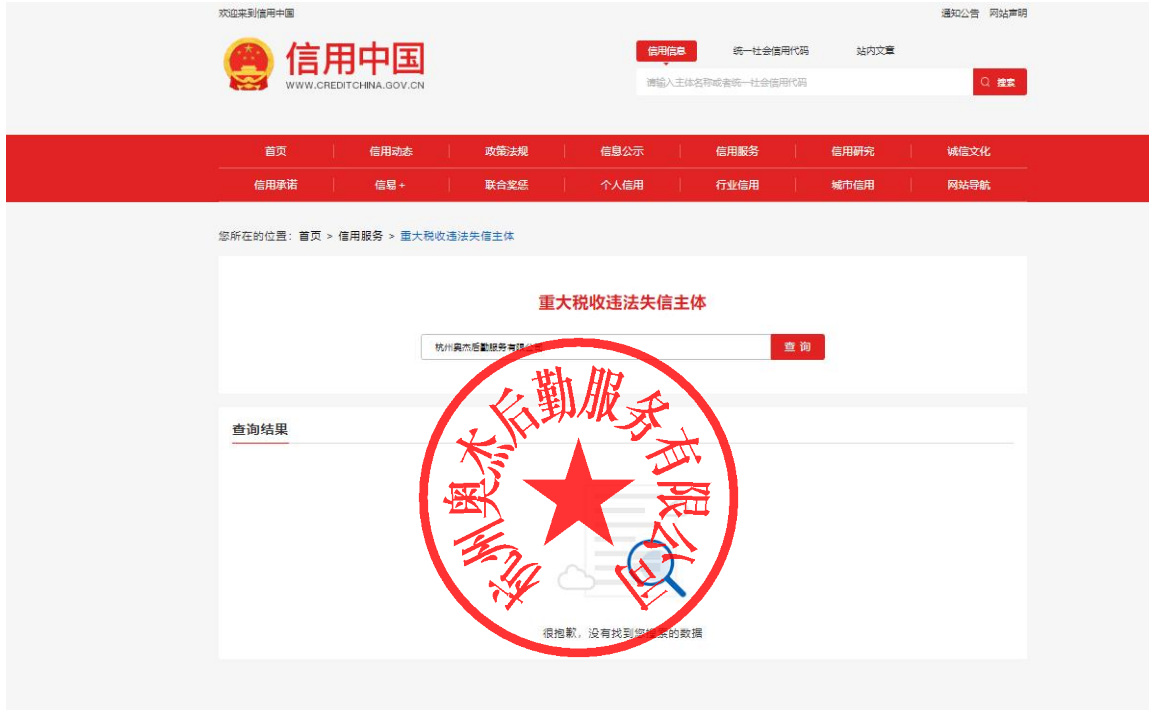 欢迎来到信用中国
通知公告 网站声明
信用中国
WWW.CREDITCHINA.GOV.CN
信用信息 统一社会信用代码 站内文章
请输入主体名称或者统一社会信用代码 搜索
首页 信用动态 政策法规 信息公示 信用服务 信用研究 诚信文化
信用承诺 信易+ 联合奖惩 个人信用 行业信用 城市信用 网站导航
您所在的位置：首页 > 信用服务 > 重大税收违法失信主体
重大税收违法失信主体
杭州奥杰后勤服务有限公司 查询
查询结果
杭州奥杰后勤服务有限公司
很抱歉，没有找到您搜索的数据